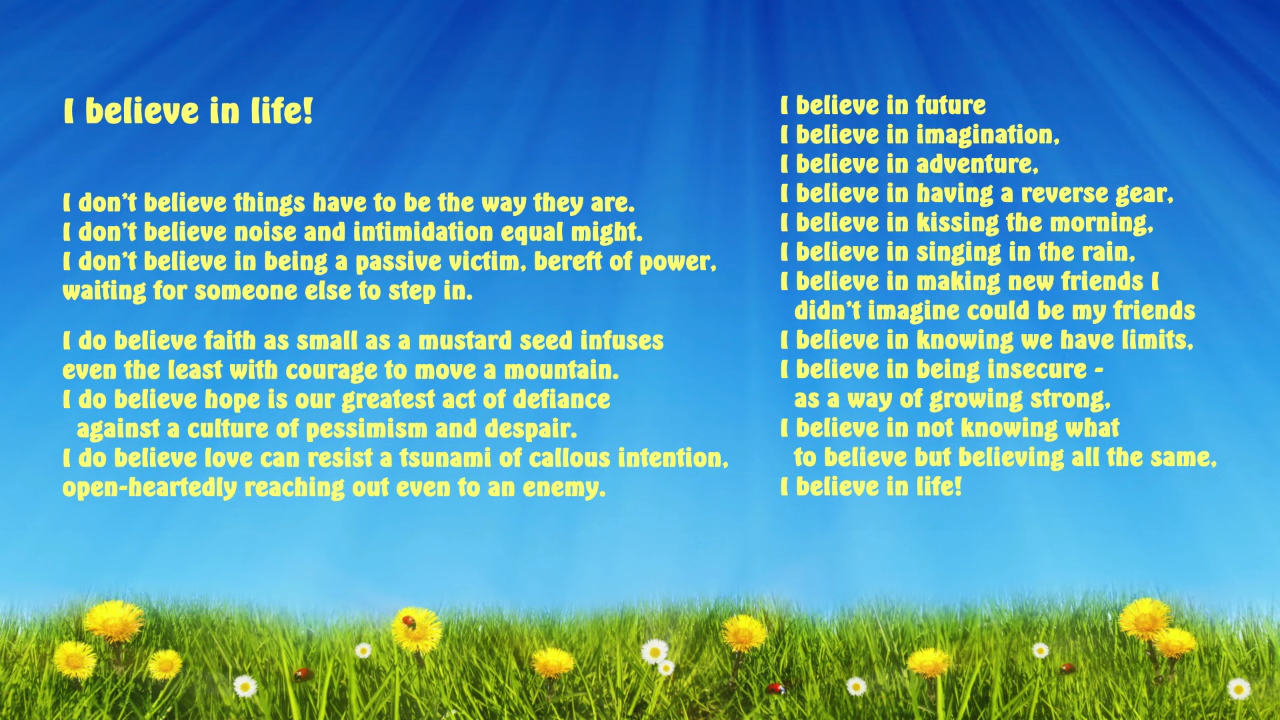 I believe in life!
I don't believe things have to be the way they are.
I don't believe noise and intimidation equal might.
I don't believe in being a passive victim, bereft of power,
waiting for someone else to step in.
I do believe faith as small as a mustard seed infuses
even the least with courage to move a mountain.
I do believe hope is our greatest act of defiance
against a culture of pessimism and despair.
I do believe love can resist a tsunami of callous intention,
open-heartedly reaching out even to an enemy.
I believe in future
I believe in imagination,
I believe in adventure,
I believe in having a reverse gear,
I believe in kissing the morning,
I believe in singing in the rain,
I believe in making new friends I
didn't imagine could be my friends
I believe in knowing we have limits,
I believe in being insecure -
as a way of growing strong,
I believe in not knowing what
to believe but believing all the same,
I believe in life!